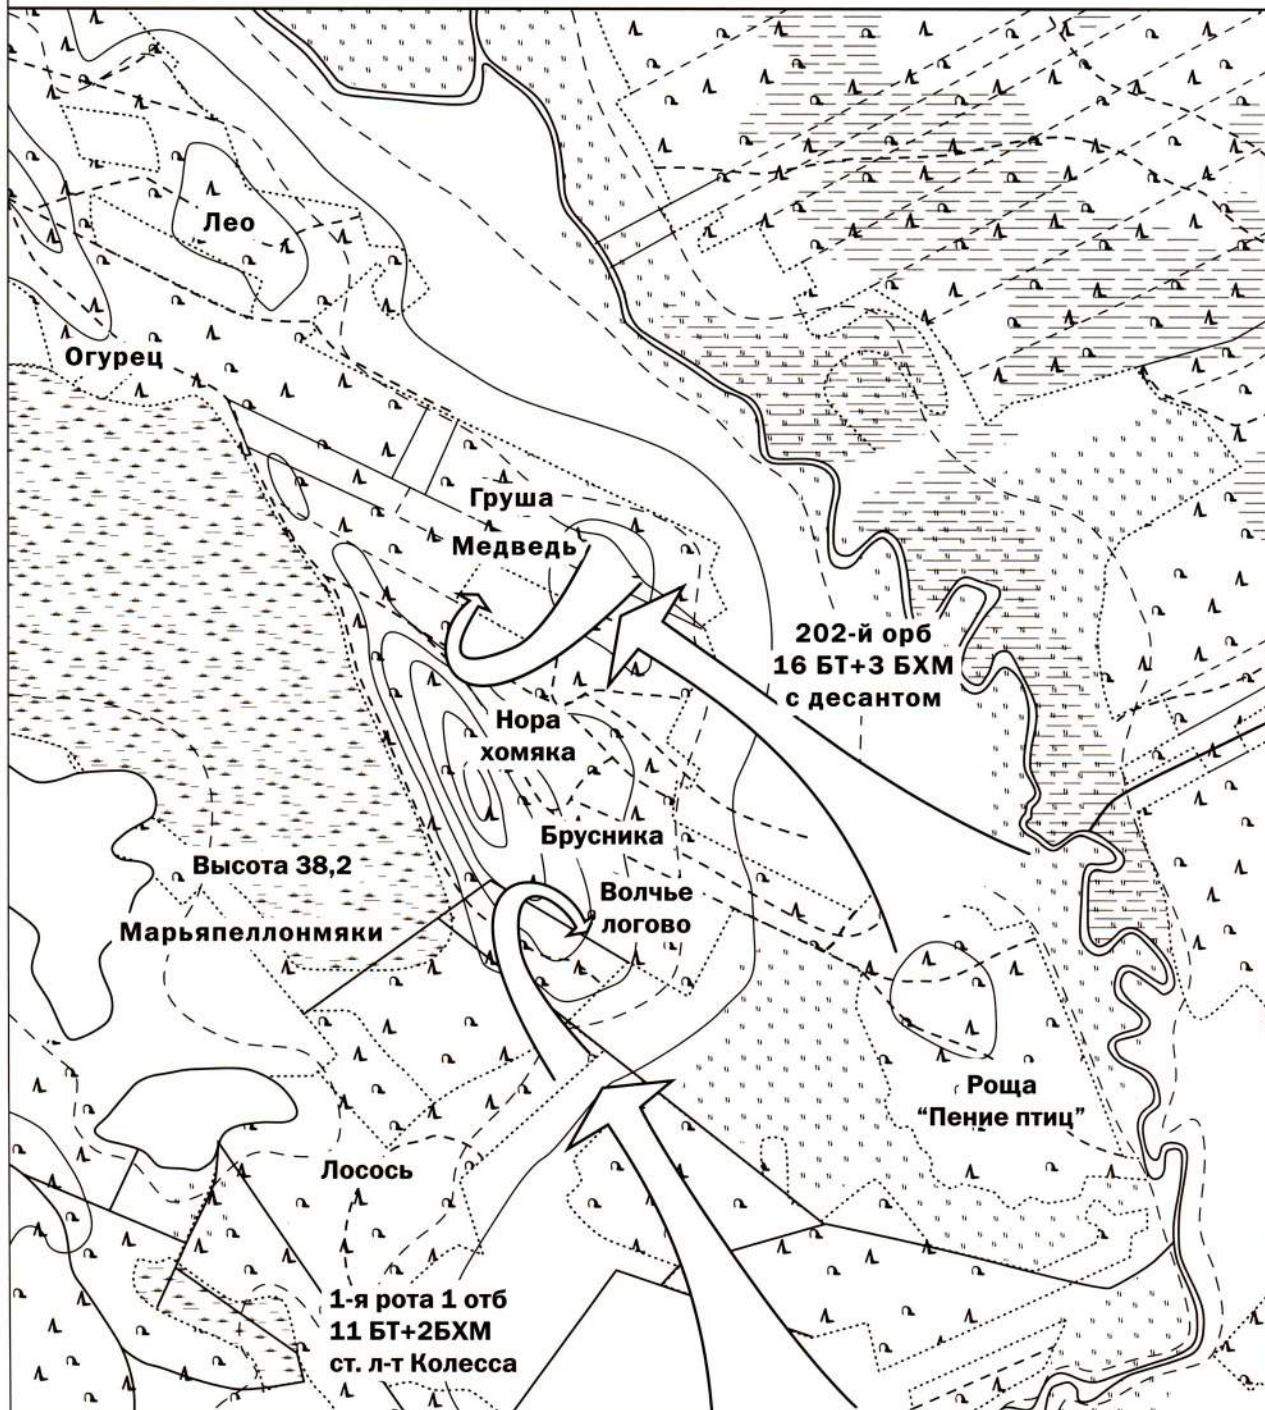 Лео
Огурец
Груша
Медведь
202-й орб
16 БТ+3 БХМ
с десантом
Нора
хомяка
Брусника
Высота 38,2
Волчье
логово
Марьяпеллонмяки
Роща
“Пение птиц”
Лосось
1-я рота 1 отб
11 БТ+2БХМ
ст. л-т Колесса